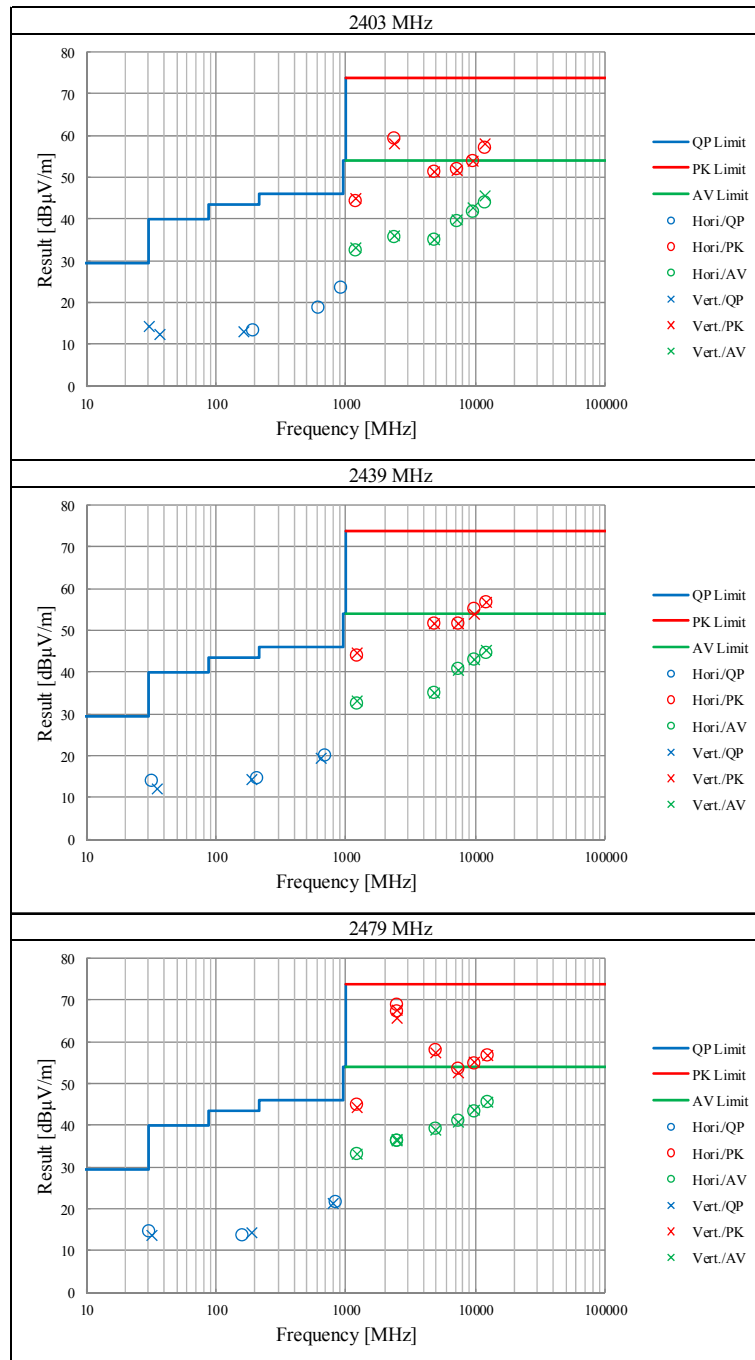 2403 MHz
80
70
60
50
40
30
20
10
0
Result [dBµV/m]
10 100 1000 10000 100000
Frequency [MHz]
QP Limit
PK Limit
AV Limit
Hori/QP
Hori/PK
Hori/AV
Vert./QP
Vert./PK
Vert./AV
2439 MHz
80
70
60
50
40
30
20
10
0
Result [dBµV/m]
10 100 1000 10000 100000
Frequency [MHz]
QP Limit
PK Limit
AV Limit
Hori/QP
Hori/PK
Hori/AV
Vert./QP
Vert./PK
Vert./AV
2479 MHz
80
70
60
50
40
30
20
10
0
Result [dBµV/m]
10 100 1000 10000 100000
Frequency [MHz]
QP Limit
PK Limit
AV Limit
Hori/QP
Hori/PK
Hori/AV
Vert./QP
Vert./PK
Vert./AV